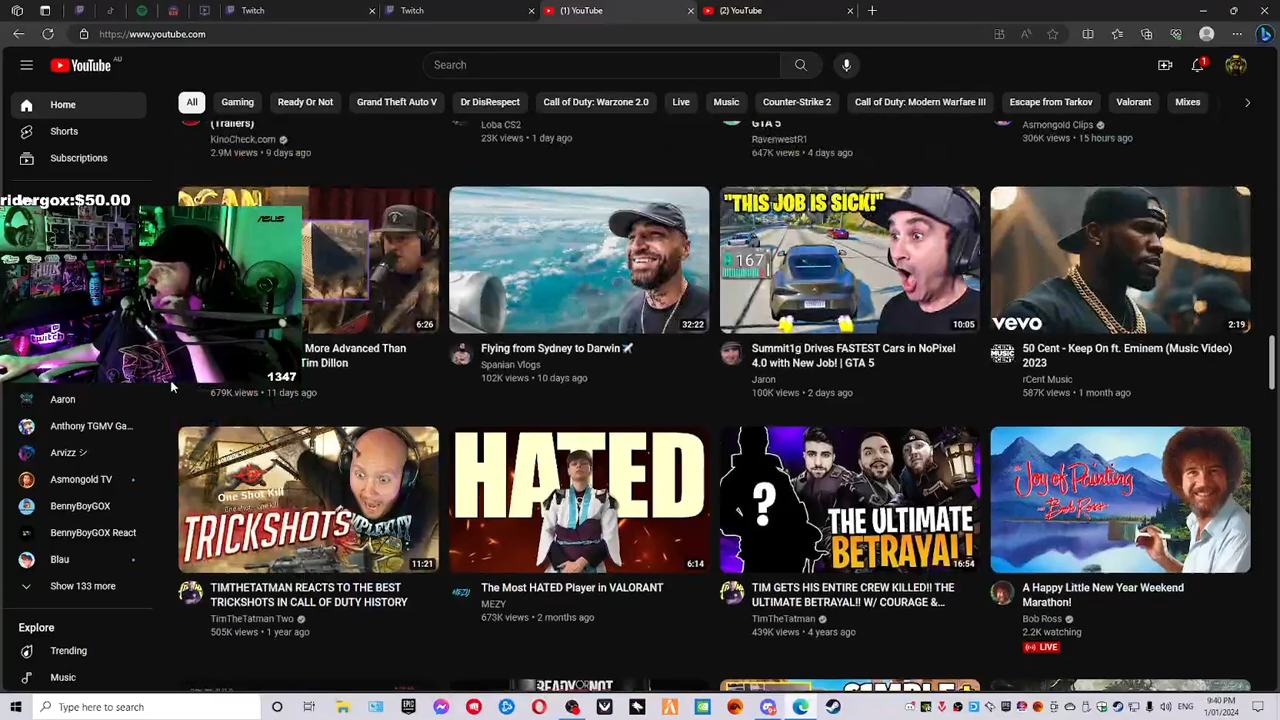 Twitch
Twitch
(1) YouTube
(2) YouTube
https://www.youtube.com
YouTube AU
Search
1
Home
Shorts
Subscriptions
All
Gaming
Ready Or Not
Grand Theft Auto V
Dr DisRespect
Call of Duty: Warzone 2.0
Live
Music
Counter-Strike 2
Call of Duty: Modern Warfare III
Escape from Tarkov
Valorant
Mixes
(Trailers)
KinoCheck.com
2.9M views • 9 days ago
Loba CS2
23K views • 1 day ago
GTA 5
RavenwestR1
647K views • 4 days ago
Asmongold Clips
306K views • 15 hours ago
ridergox:$50.00
ASUS
twitch
1347
6:26
32:22
"THIS JOB IS SICK!"
167
10:05
vevo
2:19
More Advanced Than
Tim Dillon
679K views • 11 days ago
Flying from Sydney to Darwin ✈️
Spanian Vlogs
102K views • 10 days ago
Summit1g Drives FASTEST Cars in NoPixel
4.0 with New Job! | GTA 5
Jaron
100K views • 2 days ago
50 Cent - Keep On ft. Eminem (Music Video)
2023
rCent Music
587K views • 1 month ago
Aaron
Anthony TGMV Ga...
Arvizz シ
Asmongold TV
BennyBoyGOX
BennyBoyGOX React
Blau
Show 133 more
Explore
Trending
Music
One Shot Kill
TRICKSHOTS
11:21
HATED
6:14
?
THE ULTIMATE
BETRAYAL!
16:54
The Joy of Painting
with Bob Ross
TIMTHETATMAN REACTS TO THE BEST
TRICKSHOTS IN CALL OF DUTY HISTORY
TimTheTatman Two
505K views • 1 year ago
The Most HATED Player in VALORANT
MEZY
673K views • 2 months ago
TIM GETS HIS ENTIRE CREW KILLED!! THE
ULTIMATE BETRAYAL!! W/ COURAGE &...
TimTheTatman
439K views • 4 years ago
A Happy Little New Year Weekend
Marathon!
Bob Ross
2.2K watching
LIVE
READY OR NOT
Type here to search
9:40 PM
1/01/2024